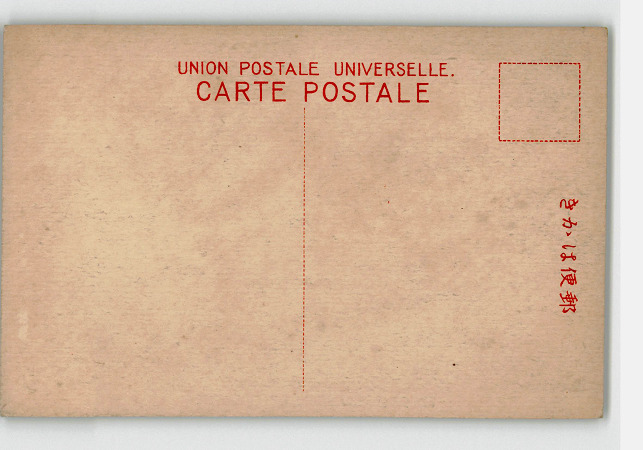 UNION POSTALE UNIVERSELLE.
CARTE POSTALE
郵便はかき